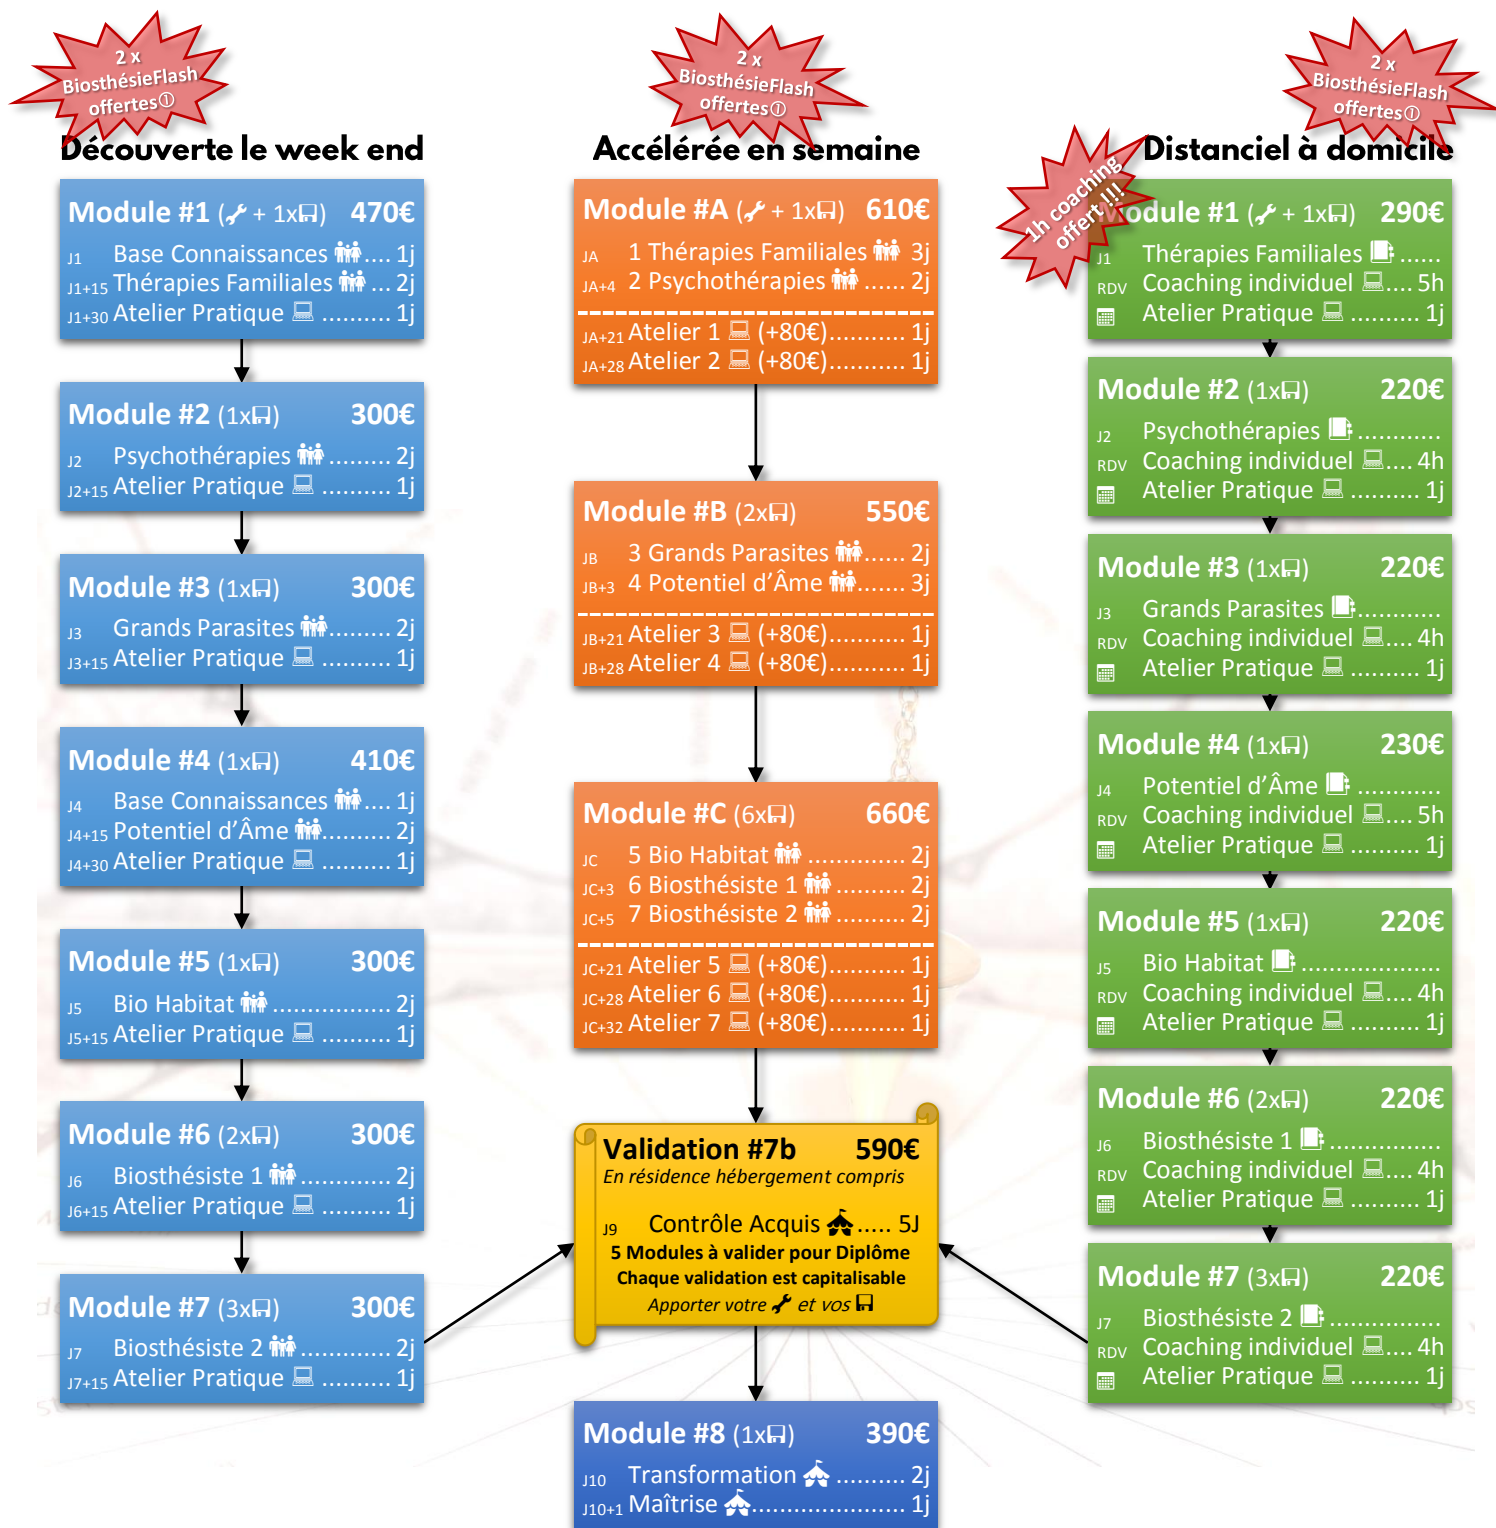 2 x
BiosthésieFlash
offertes①
Découverte le week end
Module #1 ( + 1x) 470€
J1 Base Connaissances .... 1j
J1+15 Thérapies Familiales ... 2j
J1+30 Atelier Pratique .......... 1j
Module #2 (1x) 300€
J2 Psychothérapies ......... 2j
J2+15 Atelier Pratique .......... 1j
Module #3 (1x) 300€
J3 Grands Parasites ......... 2j
J3+15 Atelier Pratique .......... 1j
Module #4 (1x) 410€
J4 Base Connaissances .... 1j
J4+15 Potentiel d'Âme .......... 2j
J4+30 Atelier Pratique .......... 1j
Module #5 (1x) 300€
J5 Bio Habitat ................. 2j
J5+15 Atelier Pratique .......... 1j
Module #6 (2x) 300€
J6 Biosthésiste 1 ............. 2j
J6+15 Atelier Pratique .......... 1j
Module #7 (3x) 300€
J7 Biosthésiste 2 ............. 2j
J7+15 Atelier Pratique .......... 1j
2 x
BiosthésieFlash
offertes①
Accélérée en semaine
Module #A ( + 1x) 610€
JA 1 Thérapies Familiales 3j
JA+4 2 Psychothérapies ...... 2j
JA+21 Atelier 1 (+80€)........... 1j
JA+28 Atelier 2 (+80€)........... 1j
Module #B (2x) 550€
JB 3 Grands Parasites ...... 2j
JB+3 4 Potentiel d'Âme ....... 3j
JB+21 Atelier 3 (+80€)........... 1j
JB+28 Atelier 4 (+80€)........... 1j
Module #C (6x) 660€
JC 5 Bio Habitat .............. 2j
JC+3 6 Biosthésiste 1 .......... 2j
JC+5 7 Biosthésiste 2 .......... 2j
JC+21 Atelier 5 (+80€)........... 1j
JC+28 Atelier 6 (+80€)........... 1j
JC+32 Atelier 7 (+80€)........... 1j
Validation #7b 590€
En résidence hébergement compris
J9 Contrôle Acquis ..... 5J
5 Modules à valider pour Diplôme
Chaque validation est capitalisable
Apporter votre et vos
Module #8 (1x) 390€
J10 Transformation .......... 2j
J10+1 Maîtrise ...................... 1j
2 x
BiosthésieFlash
offertes①
Distanciel à domicile
1h coaching
offert !!!
Module #1 ( + 1x) 290€
J1 Thérapies Familiales ......
RDV Coaching individuel .... 5h
Atelier Pratique .......... 1j
Module #2 (1x) 220€
J2 Psychothérapies ............
RDV Coaching individuel .... 4h
Atelier Pratique .......... 1j
Module #3 (1x) 220€
J3 Grands Parasites ............
RDV Coaching individuel .... 4h
Atelier Pratique .......... 1j
Module #4 (1x) 230€
J4 Potentiel d'Âme ............
RDV Coaching individuel .... 5h
Atelier Pratique .......... 1j
Module #5 (1x) 220€
J5 Bio Habitat ....................
RDV Coaching individuel .... 4h
Atelier Pratique .......... 1j
Module #6 (2x) 220€
J6 Biosthésiste 1 ................
RDV Coaching individuel .... 4h
Atelier Pratique .......... 1j
Module #7 (3x) 220€
J7 Biosthésiste 2 ................
RDV Coaching individuel .... 4h
Atelier Pratique .......... 1j